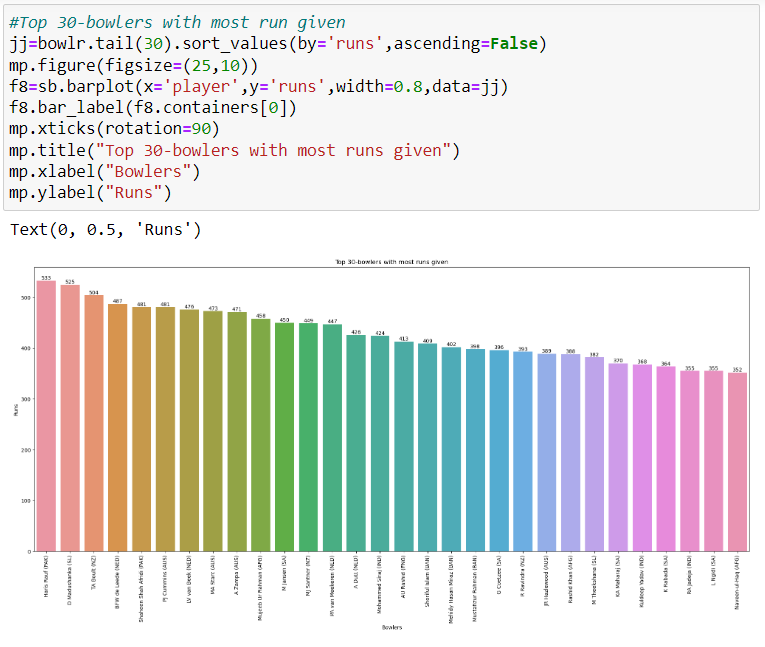 #Top 30-bowlers with most run given
jj=bowlr.tail(30).sort_values(by='runs',ascending=False)
mp.figure(figsize=(25,10))
f8=sb.barplot(x='player',y='runs',width=0.8,data=jj)
f8.bar_label(f8.containers[0])
mp.xticks(rotation=90)
mp.title("Top 30-bowlers with most runs given")
mp.xlabel("Bowlers")
mp.ylabel("Runs")
Text(0, 0.5, 'Runs')
Top 30-bowlers with most runs given
533 525 504 487 481 481 476 473 471 458 450 449 447 426 424 413 409 402 398 396 393 389 388 382 370 368 364 355 355 352
500
400
300
200
100
0
Runs
Haris Rauf (PAK)
D Madushanka (SL)
TA Boult (NZ)
BFW de Leede (NED)
Shaheen Shah Afridi (PAK)
PJ Cummins (AUS)
LV van Beek (NED)
MA Starc (AUS)
A Zampa (AUS)
Mujeeb Ur Rahman (AFG)
M Jansen (SA)
MJ Santner (NZ)
PA van Meekeren (NED)
A Dutt (NED)
Mohammed Siraj (IND)
AU Rashid (ENG)
Shoriful Islam (BAN)
Mehidy Hasan Miraz (BAN)
Mustafizur Rahman (BAN)
G Coetzee (SA)
R Ravindra (NZ)
JR Hazlewood (AUS)
Rashid Khan (AFG)
M Theekshana (SL)
KA Maharaj (SA)
Kuldeep Yadav (IND)
K Rabada (SA)
RA Jadeja (IND)
L Ngidi (SA)
Naveen-ul-Haq (AFG)
Bowlers